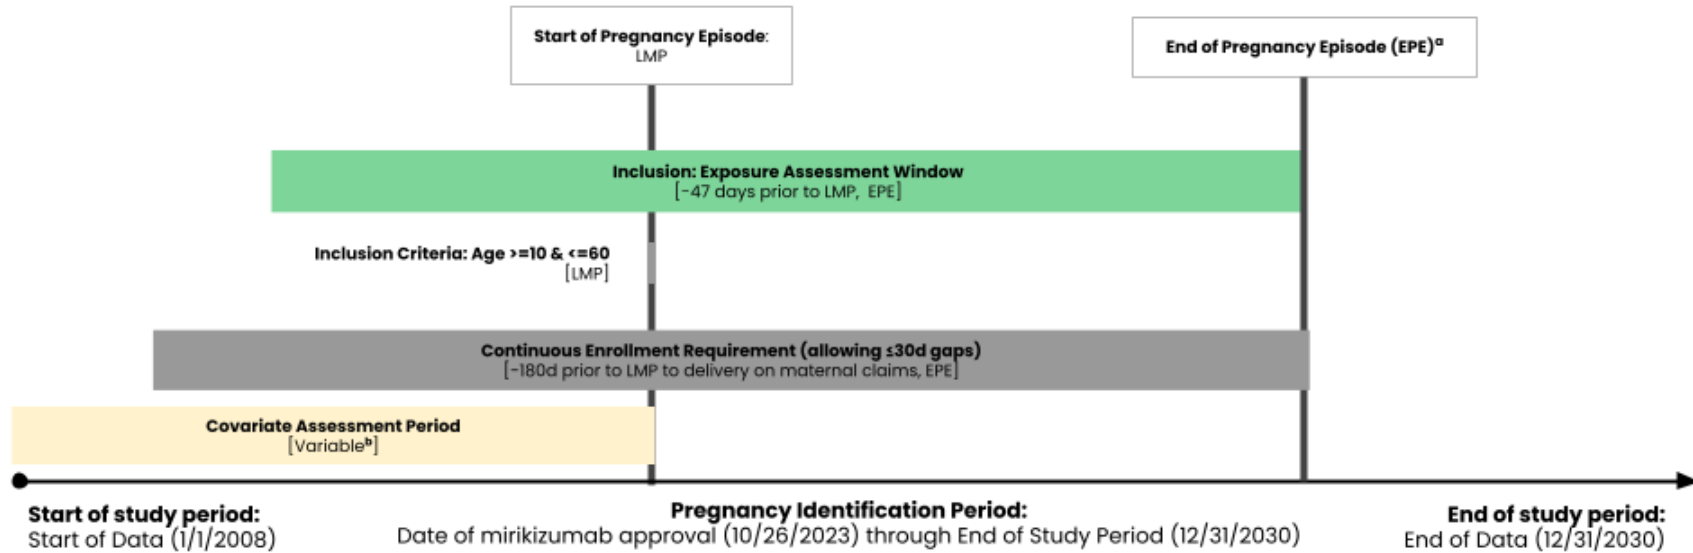 Start of Pregnancy Episode:
LMP
End of Pregnancy Episode (EPE)ᵃ
Inclusion: Exposure Assessment Window
[-47 days prior to LMP, EPE]
Inclusion Criteria: Age >=10 & <=60
[LMP]
Continuous Enrollment Requirement (allowing ≤30d gaps)
[-180d prior to LMP to delivery on maternal claims, EPE]
Covariate Assessment Period
[Variableᵇ]
Start of study period:
Start of Data (1/1/2008)
Pregnancy Identification Period:
Date of mirikizumab approval (10/26/2023) through End of Study Period (12/31/2030)
End of study period:
End of Data (12/31/2030)